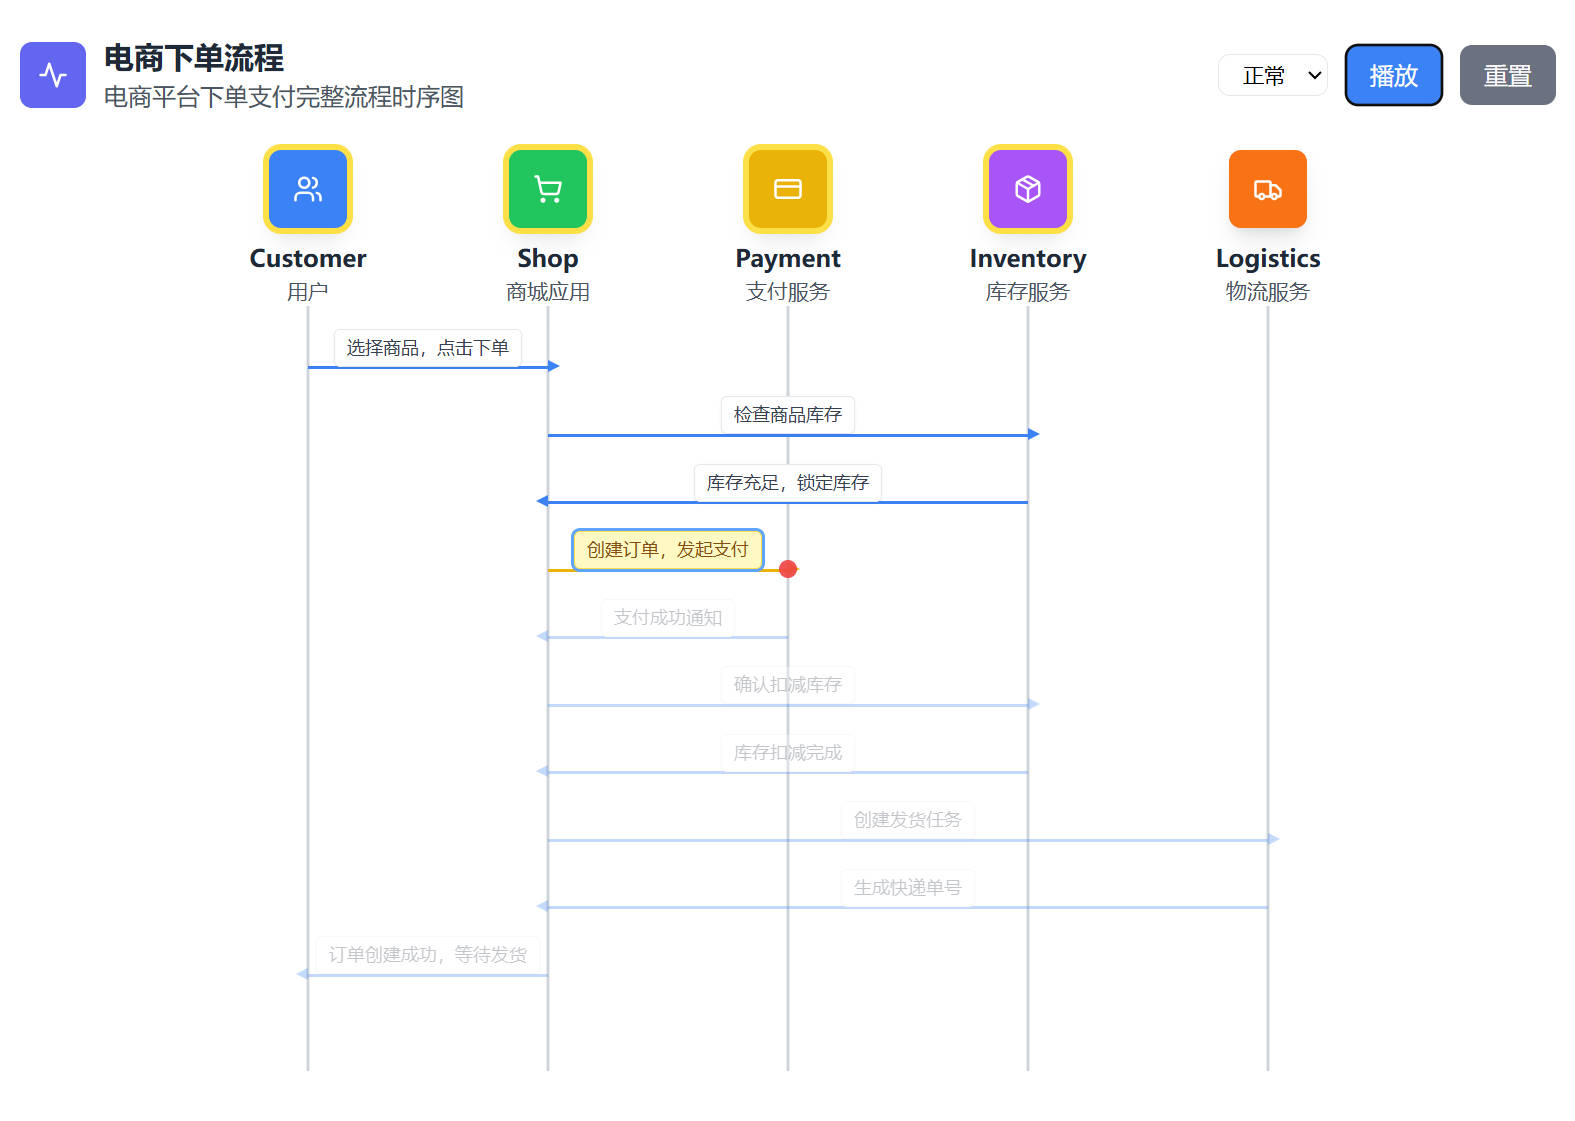 电商下单流程
电商平台下单支付完整流程时序图
正常
播放
重置
Customer
用户
Shop
商城应用
Payment
支付服务
Inventory
库存服务
Logistics
物流服务
选择商品，点击下单
检查商品库存
库存充足，锁定库存
创建订单，发起支付
支付成功通知
确认扣减库存
库存扣减完成
创建发货任务
生成快递单号
订单创建成功，等待发货